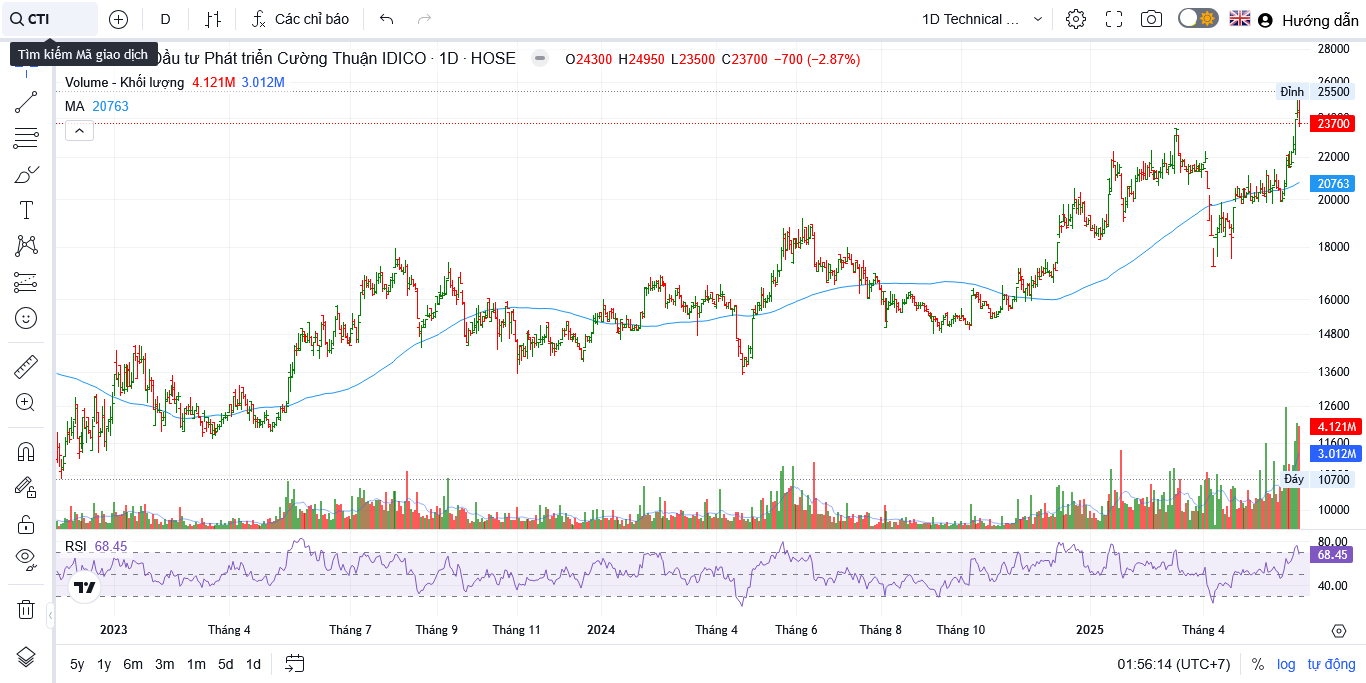 CTI
D
Các chỉ báo
1D Technical ...
Hướng dẫn
Tìm kiếm Mã giao dịch
Đầu tư Phát triển Cường Thuận IDICO · 1D · HOSE
O24300 H24950 L23500 C23700 −700 (−2.87%)
Volume - Khối lượng 4.121M 3.012M
MA 20763
28000
26000
Đỉnh 25500
23700
22000
20763
20000
18000
16000
14800
13600
12600
4.121M
11600
3.012M
Đáy 10700
10000
RSI 68.45
80.00
68.45
40.00
2023 Tháng 4 Tháng 7 Tháng 9 Tháng 11 2024 Tháng 4 Tháng 6 Tháng 8 Tháng 10 2025 Tháng 4
5y 1y 6m 3m 1m 5d 1d
01:56:14 (UTC+7) % log tự động